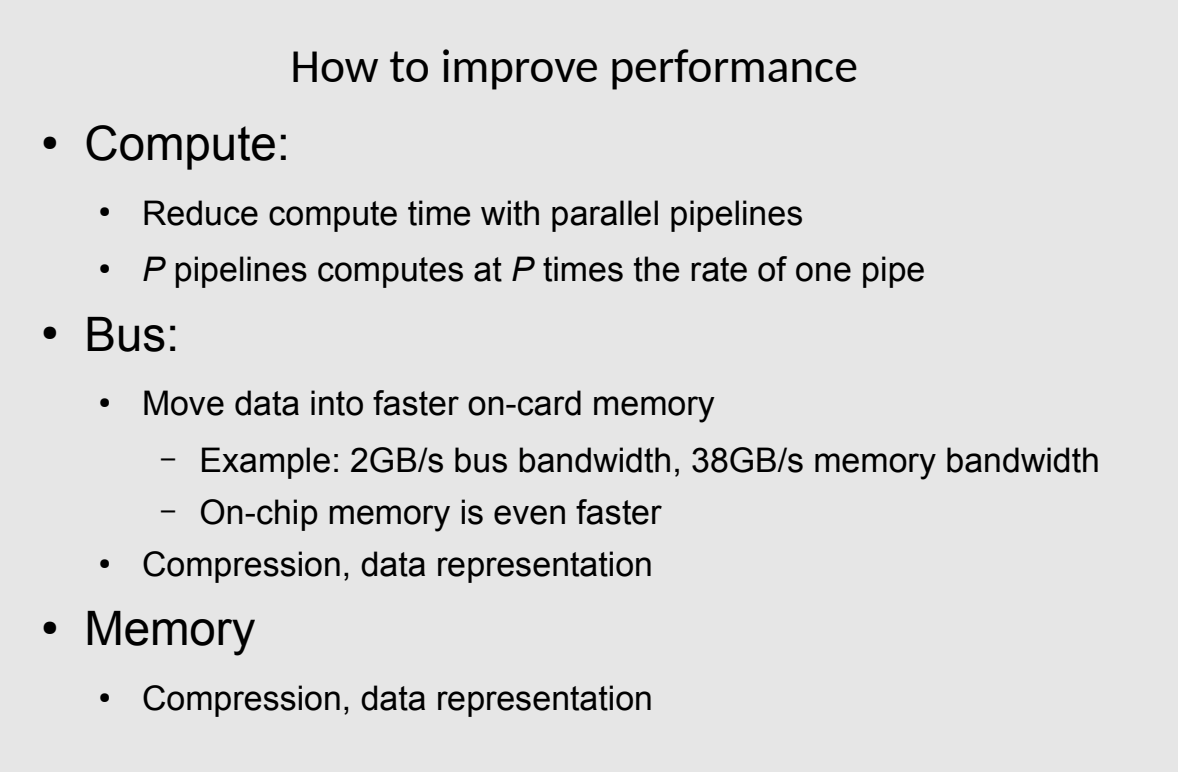 How to improve performance
• Compute:
• Reduce compute time with parallel pipelines
• P pipelines computes at P times the rate of one pipe
• Bus:
• Move data into faster on-card memory
– Example: 2GB/s bus bandwidth, 38GB/s memory bandwidth
– On-chip memory is even faster
• Compression, data representation
• Memory
• Compression, data representation